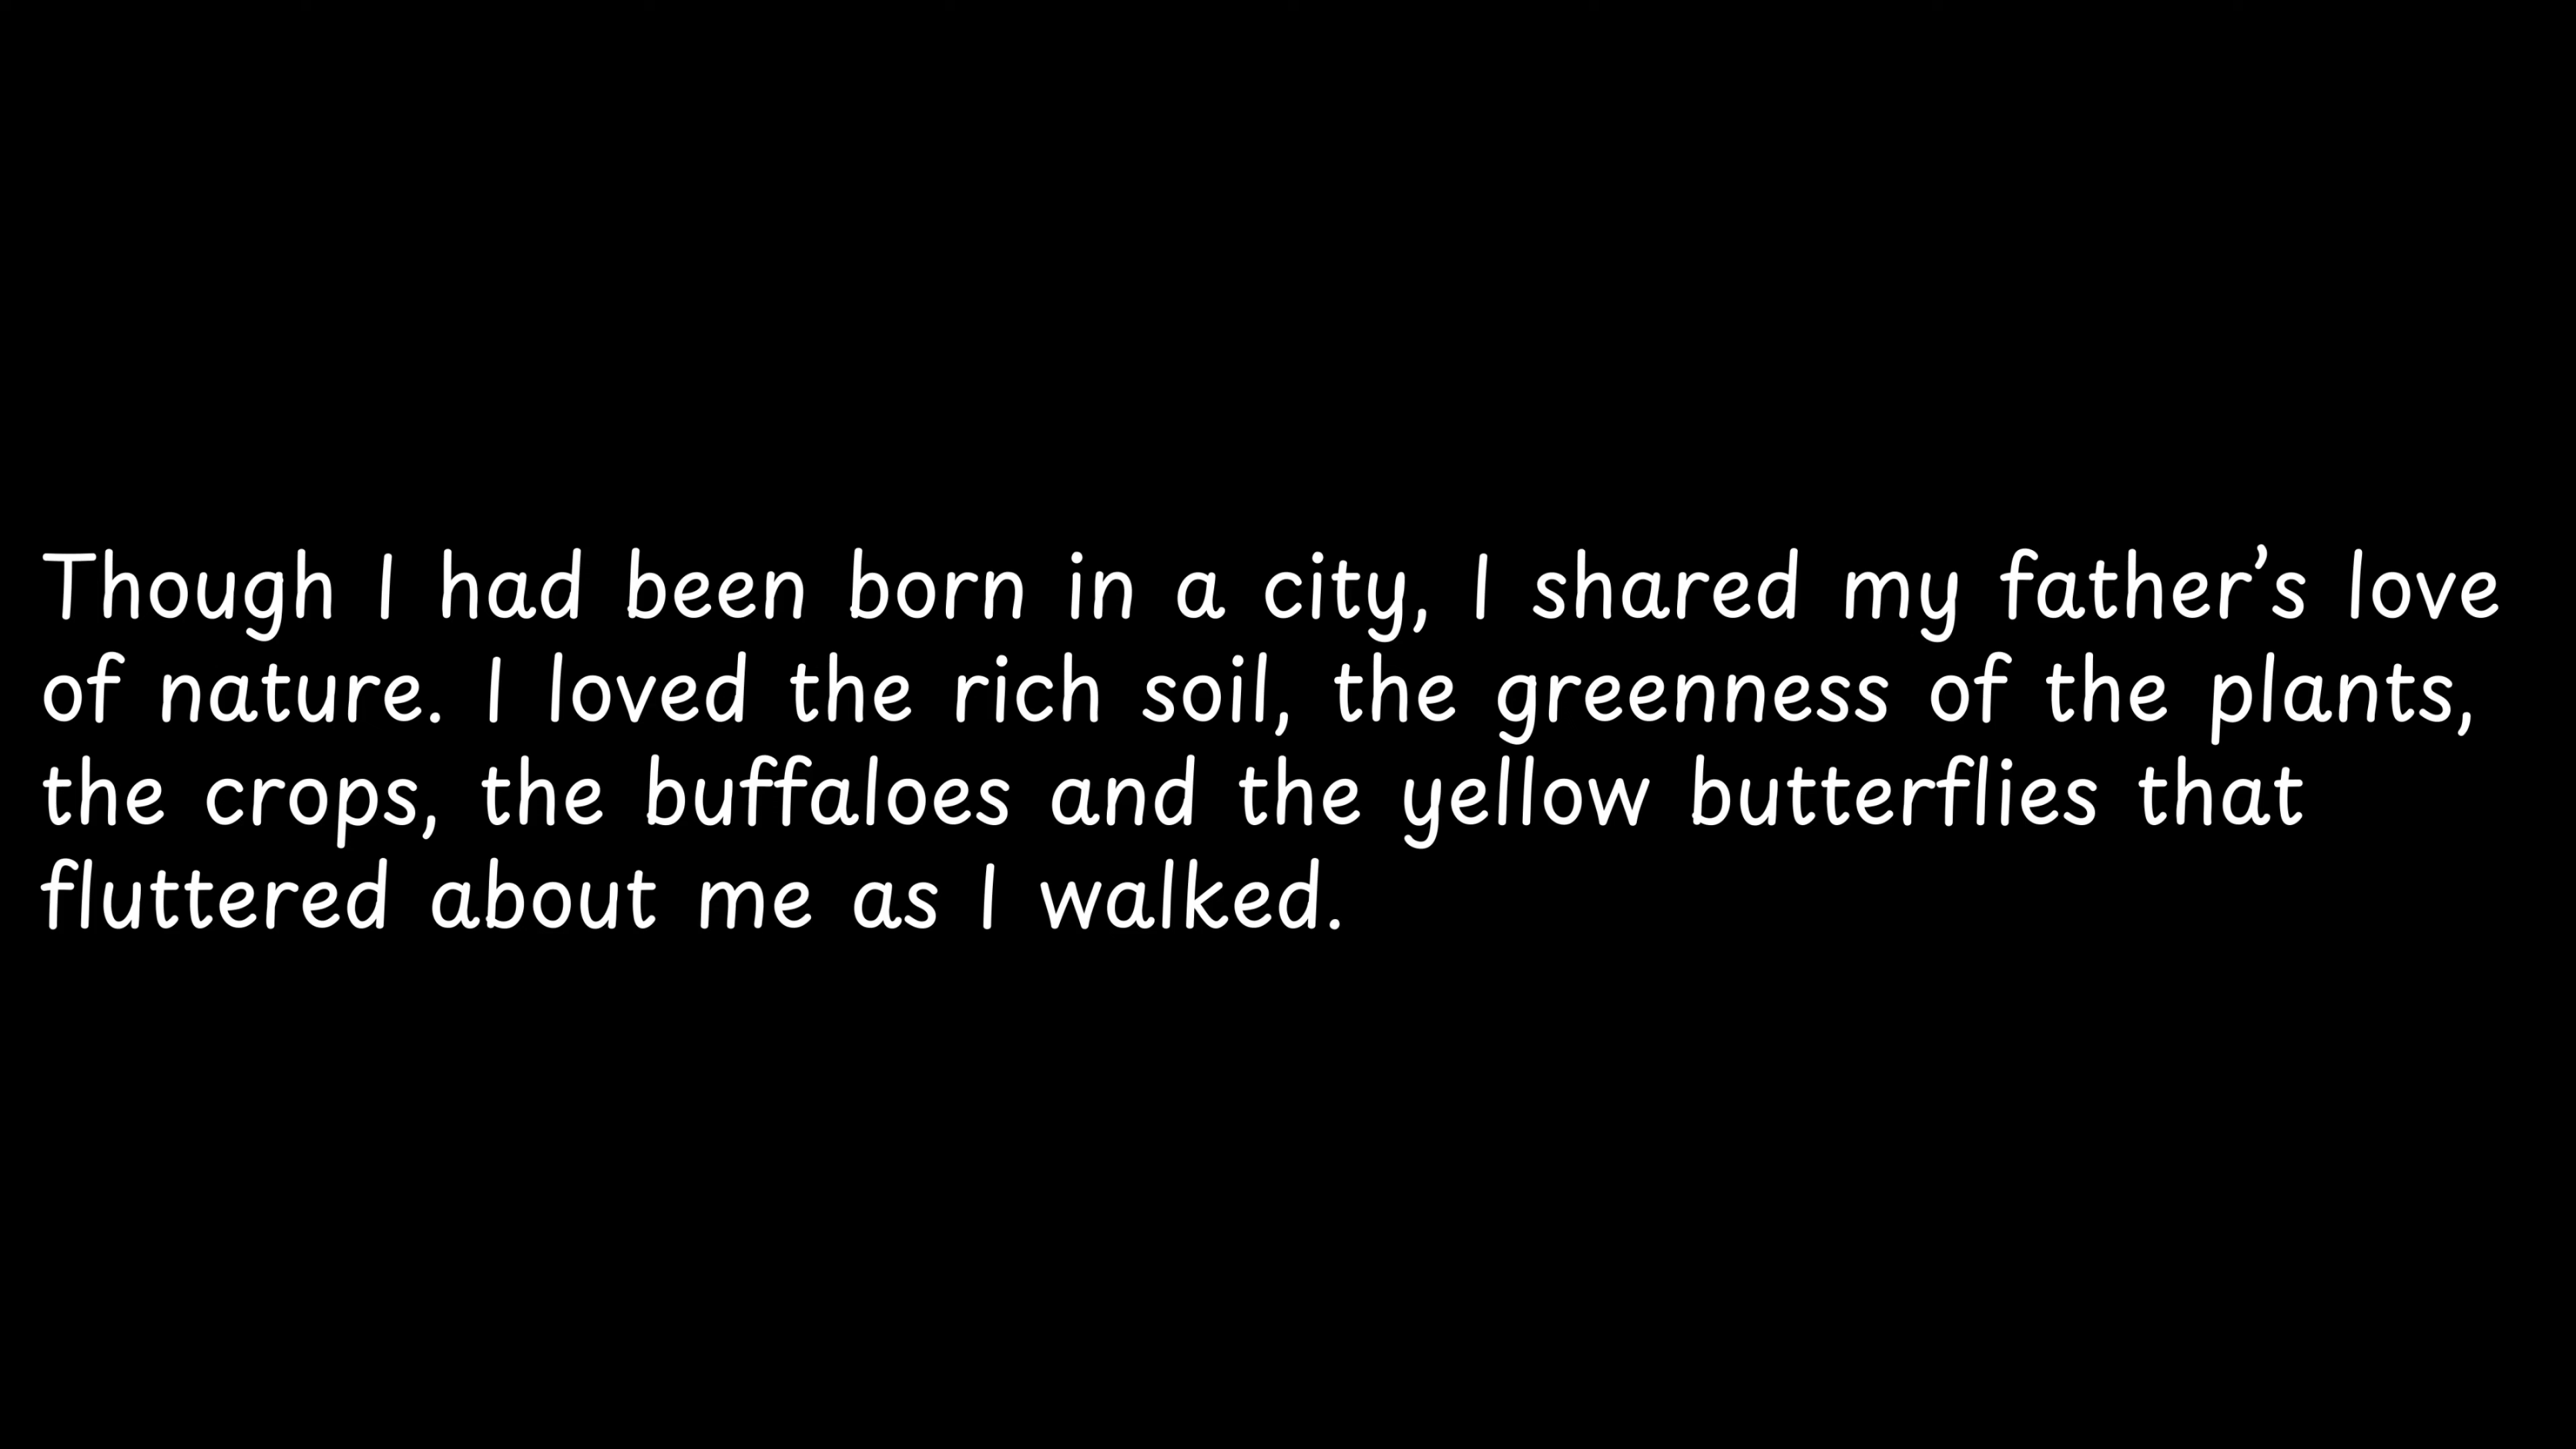 Though I had been born in a city, I shared my father’s love
of nature. I loved the rich soil, the greenness of the plants,
the crops, the buffaloes and the yellow butterflies that
fluttered about me as I walked.